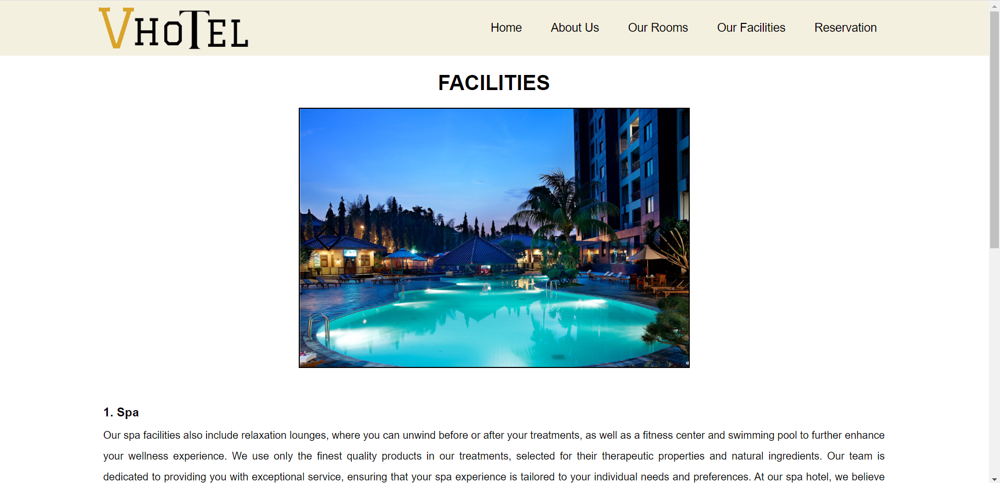 VHOTEL
Home About Us Our Rooms Our Facilities Reservation
FACILITIES
1. Spa
Our spa facilities also include relaxation lounges, where you can unwind before or after your treatments, as well as a fitness center and swimming pool to further enhance
your wellness experience. We use only the finest quality products in our treatments, selected for their therapeutic properties and natural ingredients. Our team is
dedicated to providing you with exceptional service, ensuring that your spa experience is tailored to your individual needs and preferences. At our spa hotel, we believe